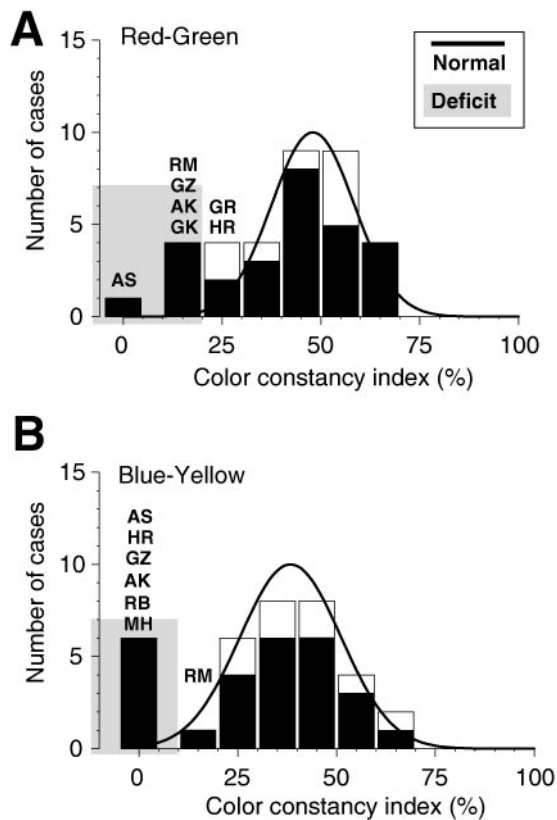 A
Red-Green
Normal
Deficit
Number of cases
15
10
5
0
RM
GZ
AK
GK
GR
HR
AS
0
25
50
75
100
Color constancy index (%)
B
Blue-Yellow
Number of cases
15
10
5
0
AS
HR
GZ
AK
RB
MH
RM
0
25
50
75
100
Color constancy index (%)